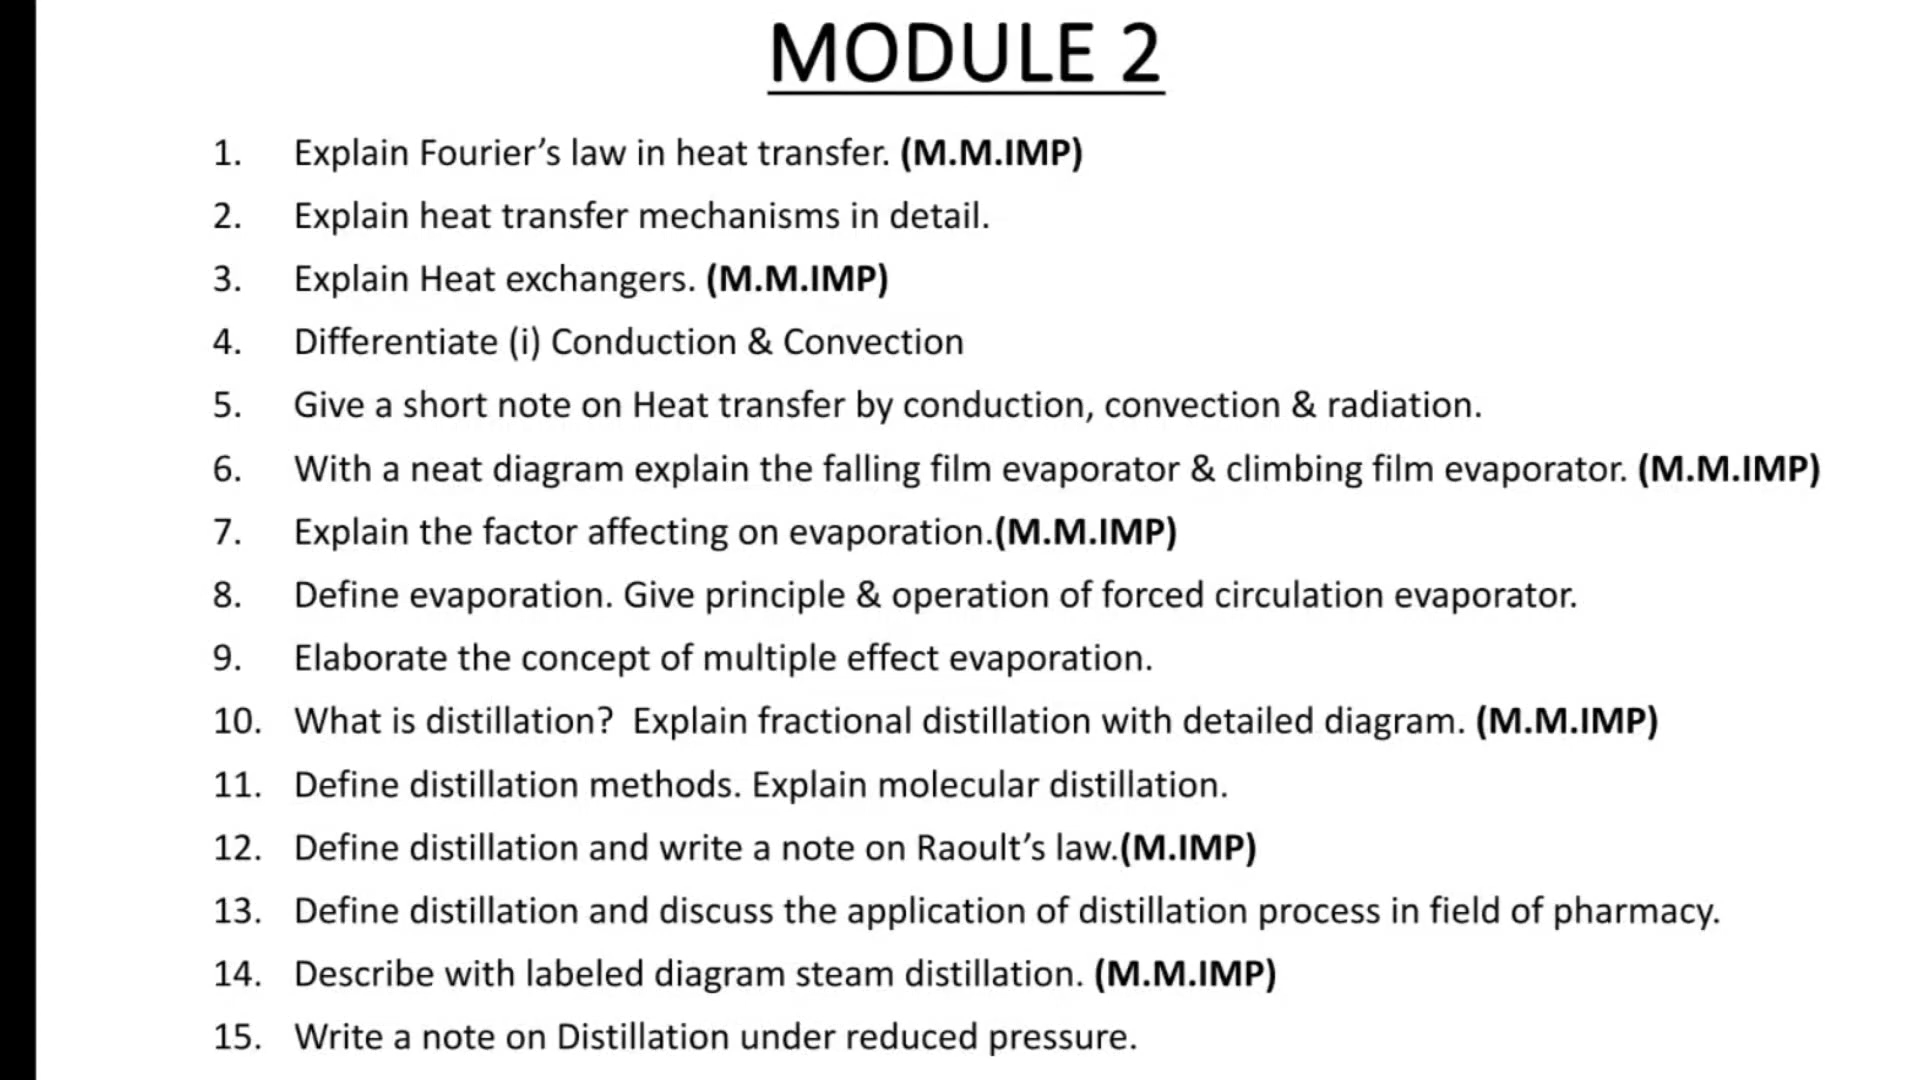 MODULE 2
1. Explain Fourier’s law in heat transfer. (M.M.IMP)
2. Explain heat transfer mechanisms in detail.
3. Explain Heat exchangers. (M.M.IMP)
4. Differentiate (i) Conduction & Convection
5. Give a short note on Heat transfer by conduction, convection & radiation.
6. With a neat diagram explain the falling film evaporator & climbing film evaporator. (M.M.IMP)
7. Explain the factor affecting on evaporation.(M.M.IMP)
8. Define evaporation. Give principle & operation of forced circulation evaporator.
9. Elaborate the concept of multiple effect evaporation.
10. What is distillation?  Explain fractional distillation with detailed diagram. (M.M.IMP)
11. Define distillation methods. Explain molecular distillation.
12. Define distillation and write a note on Raoult’s law.(M.IMP)
13. Define distillation and discuss the application of distillation process in field of pharmacy.
14. Describe with labeled diagram steam distillation. (M.M.IMP)
15. Write a note on Distillation under reduced pressure.